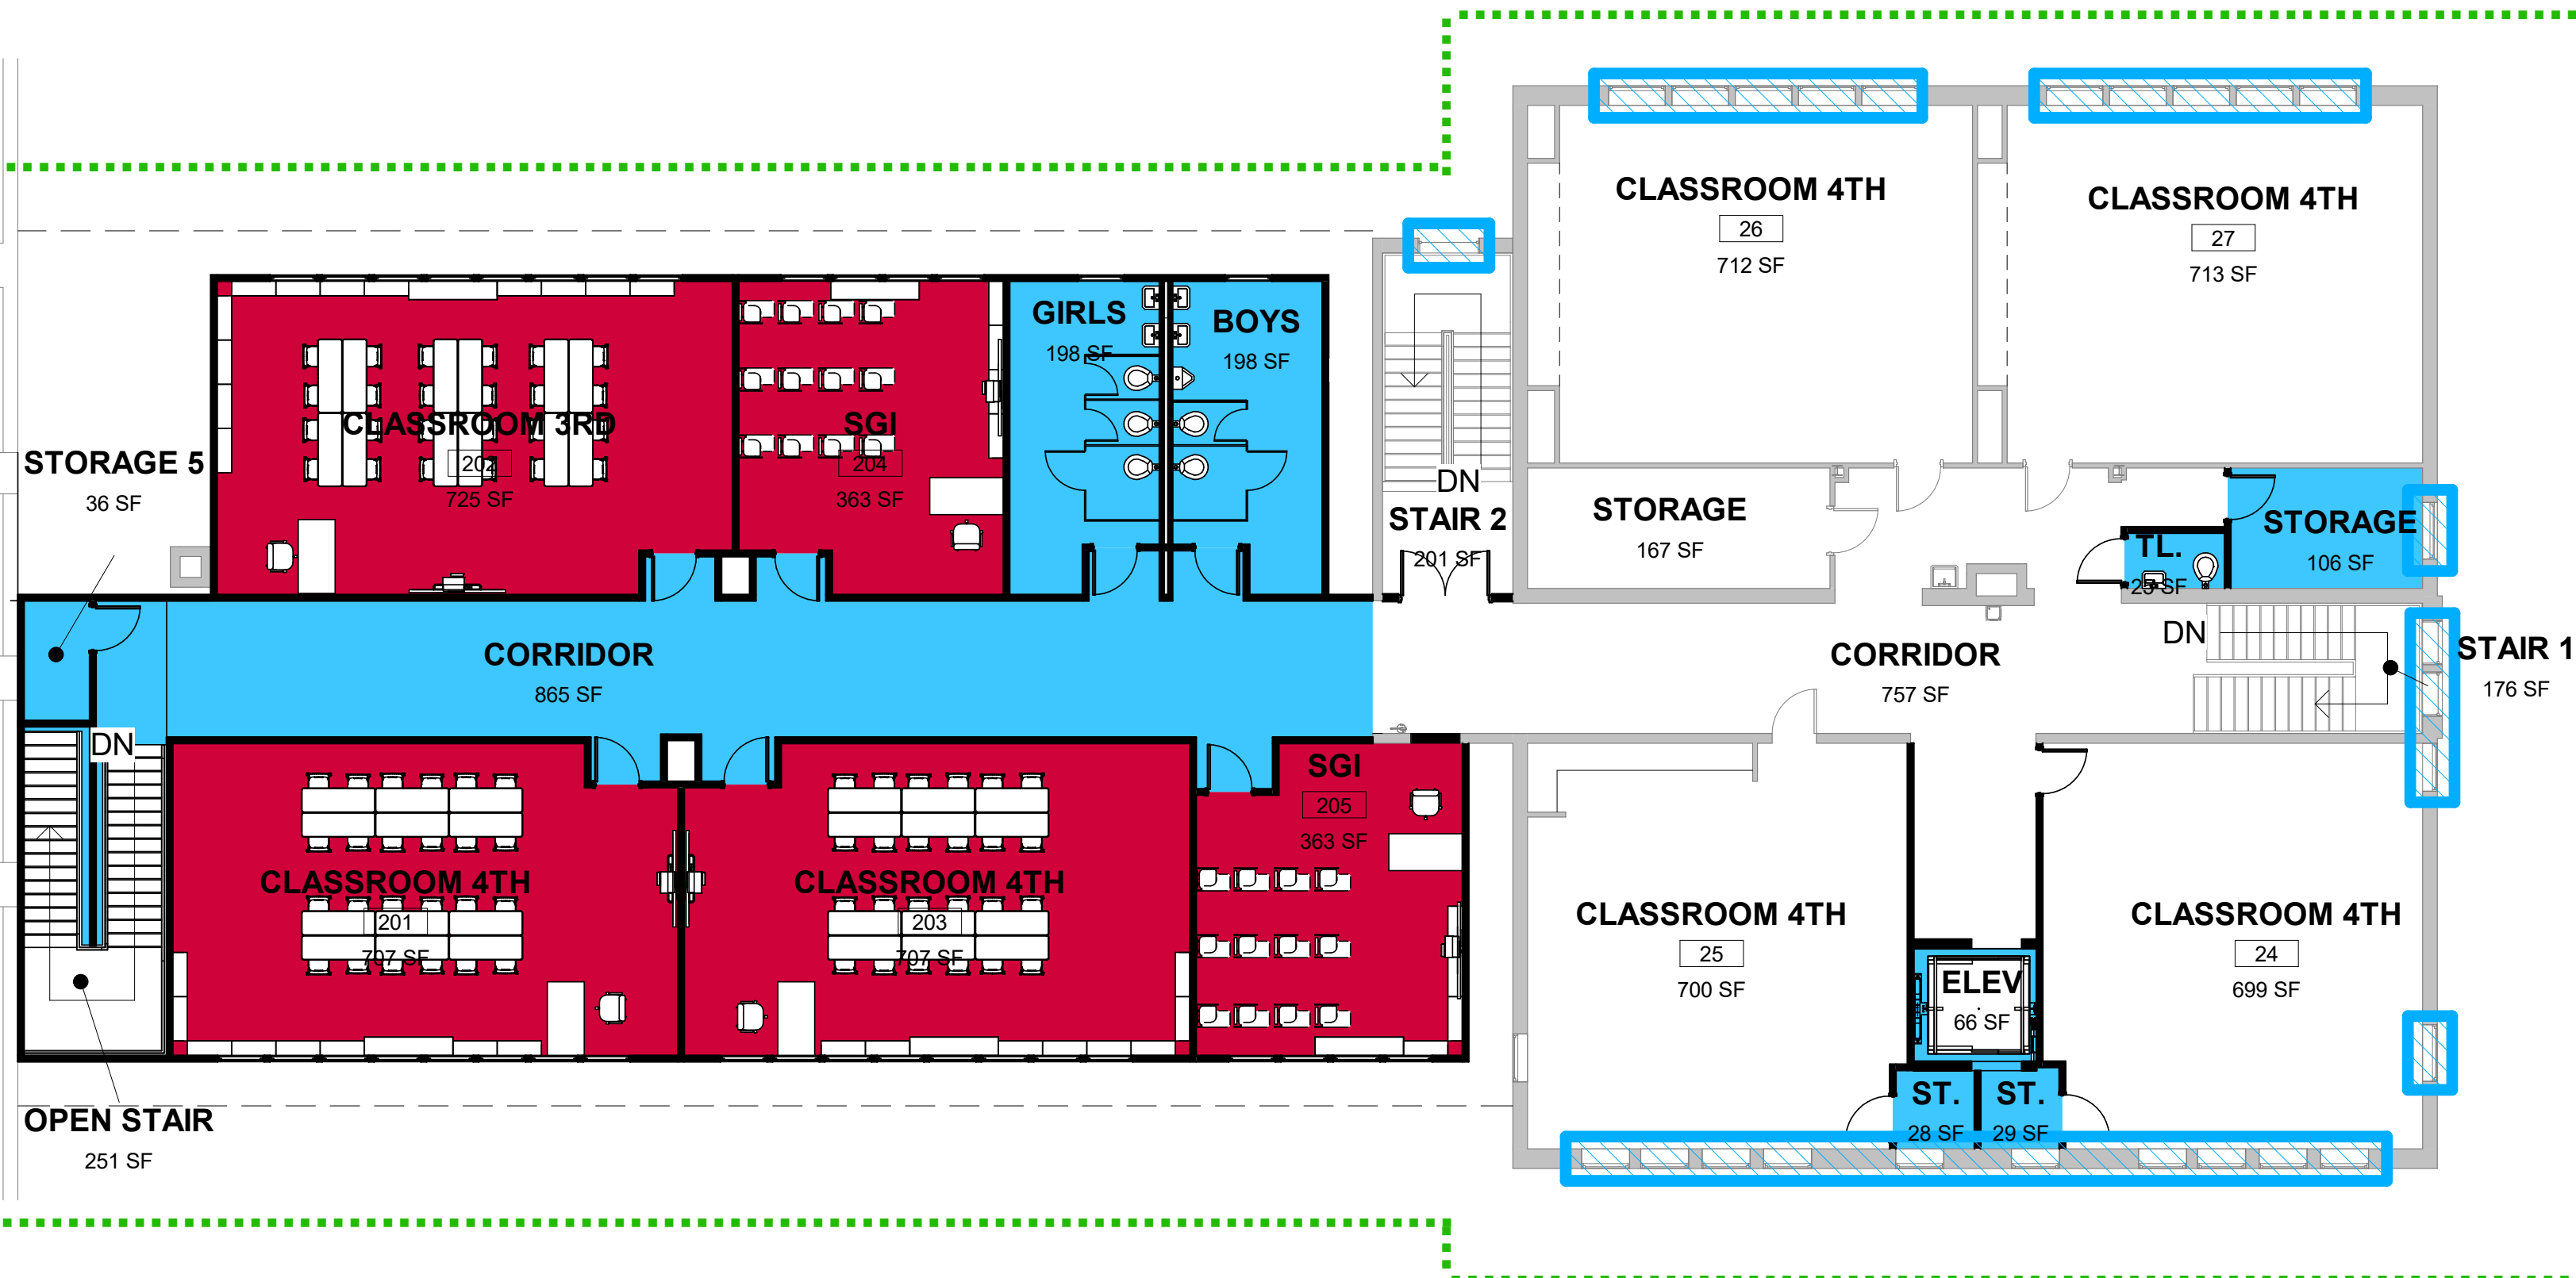 CLASSROOM 4TH
26
712 SF
CLASSROOM 4TH
27
713 SF
GIRLS
198 SF
BOYS
198 SF
CLASSROOM 3RD
202
725 SF
SGI
204
363 SF
STORAGE 5
36 SF
DN
STAIR 2
201 SF
STORAGE
167 SF
STORAGE
106 SF
TL.
25 SF
CORRIDOR
865 SF
CORRIDOR
757 SF
DN
STAIR 1
176 SF
DN
SGI
205
363 SF
CLASSROOM 4TH
201
707 SF
CLASSROOM 4TH
203
707 SF
CLASSROOM 4TH
25
700 SF
CLASSROOM 4TH
24
699 SF
ELEV
66 SF
ST.
28 SF
ST.
29 SF
OPEN STAIR
251 SF